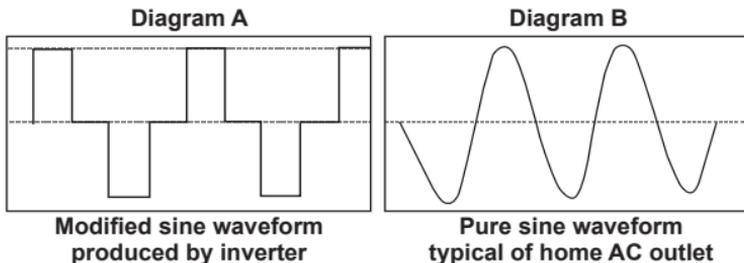 Diagram A
Diagram B
Modified sine waveform
produced by inverter
Pure sine waveform
typical of home AC outlet